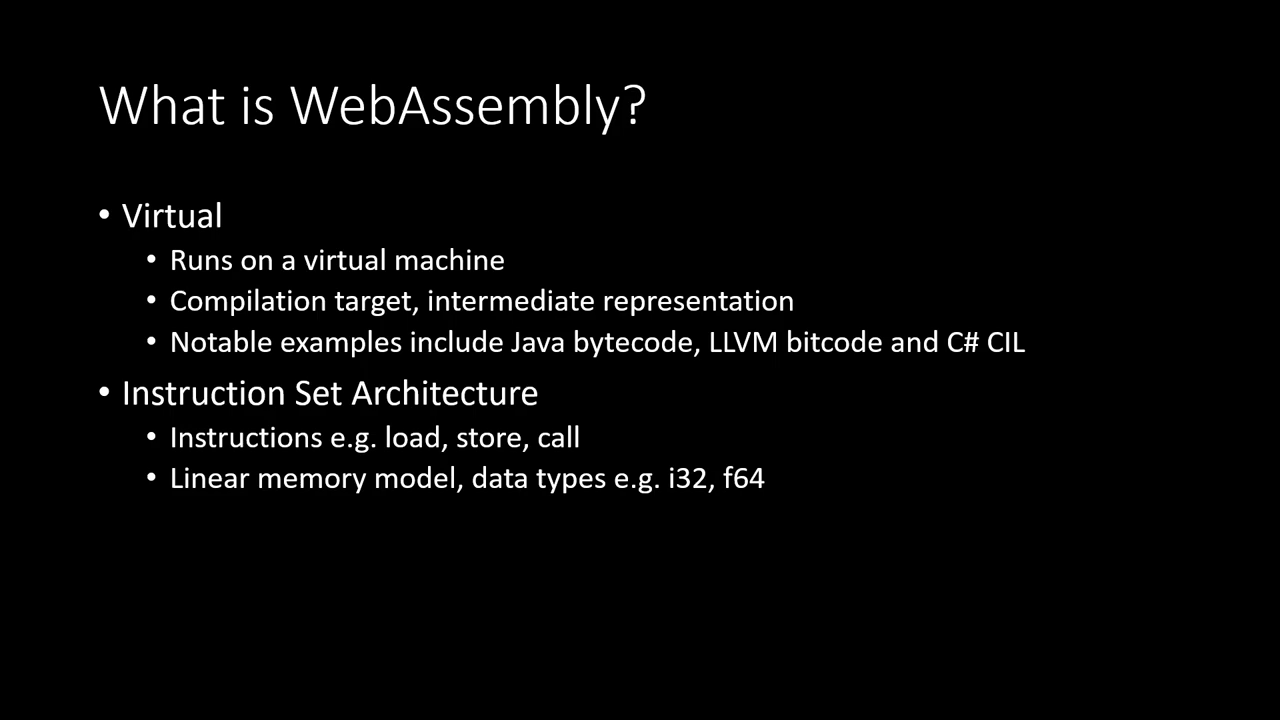 What is WebAssembly?
• Virtual
• Runs on a virtual machine
• Compilation target, intermediate representation
• Notable examples include Java bytecode, LLVM bitcode and C# CIL
• Instruction Set Architecture
• Instructions e.g. load, store, call
• Linear memory model, data types e.g. i32, f64